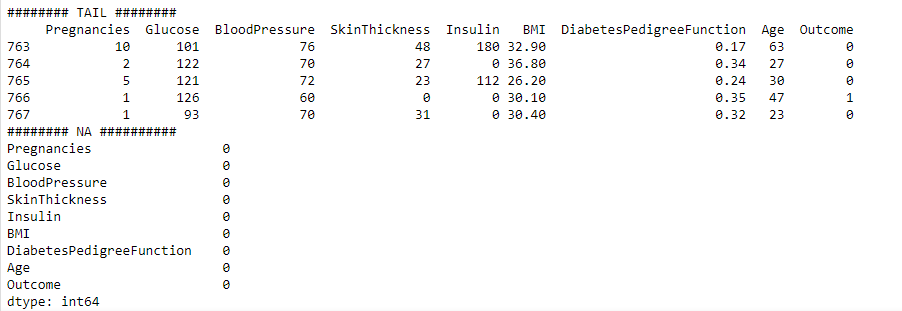 ######## TAIL ########
     Pregnancies  Glucose  BloodPressure  SkinThickness  Insulin   BMI  DiabetesPedigreeFunction  Age  Outcome
763           10      101             76             48      180 32.90                      0.17   63        0
764            2      122             70             27        0 36.80                      0.34   27        0
765            5      121             72             23      112 26.20                      0.24   30        0
766            1      126             60              0        0 30.10                      0.35   47        1
767            1       93             70             31        0 30.40                      0.32   23        0
######## NA ##########
Pregnancies                 0
Glucose                     0
BloodPressure               0
SkinThickness               0
Insulin                     0
BMI                         0
DiabetesPedigreeFunction    0
Age                         0
Outcome                     0
dtype: int64